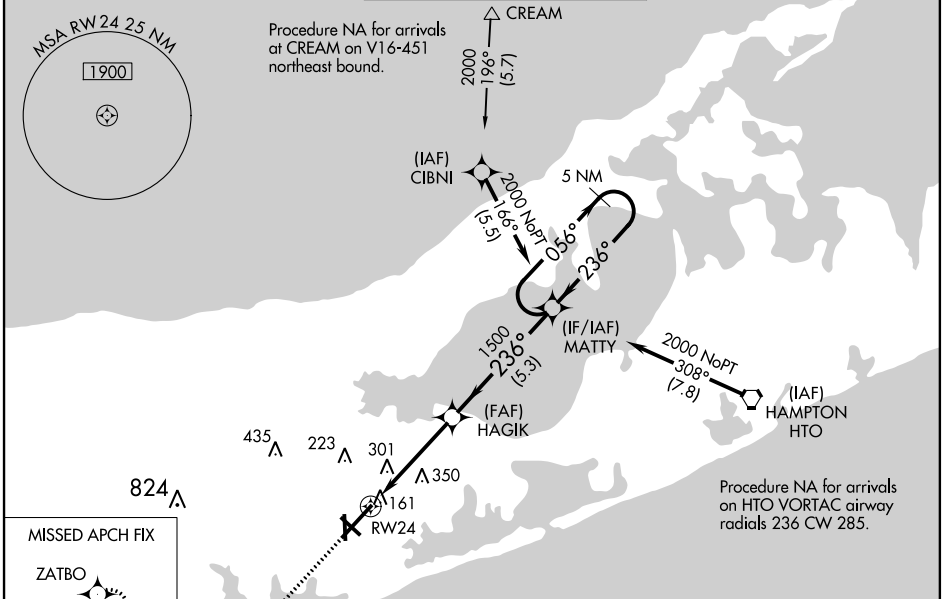 MSA RW24 25 NM
1900
Procedure NA for arrivals
at CREAM on V16-451
northeast bound.
CREAM
2000
196°
(5.7)
(IAF)
CIBNI
2000 NoPT
166°
(5.5)
5 NM
056°
236°
(IF/IAF)
MATTY
1500
236°
(5.3)
2000 NoPT
308°
(7.8)
(IAF)
HAMPTON
HTO
(FAF)
HAGIK
435
223
301
350
824
161
RW24
Procedure NA for arrivals
on HTO VORTAC airway
radials 236 CW 285.
MISSED APCH FIX
ZATBO